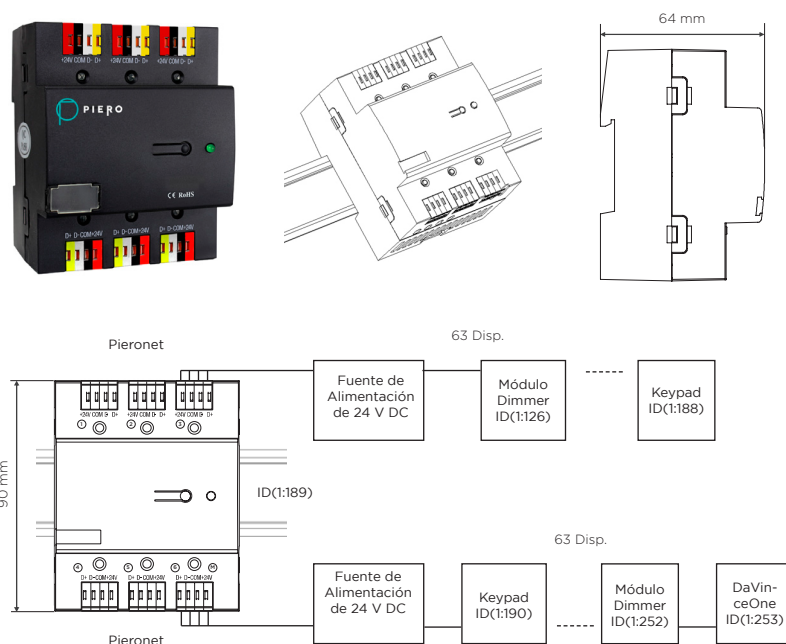 +24V COM D- D+ +24V COM D- D+ +24V COM D- D+
PIERO
CE RoHS
D+ D-COM+24V D+ D-COM+24V D+ D-COM+24V
64 mm
Pieronet
63 Disp.
90 mm
+24V COM D- D+ +24V COM D- D+ +24V COM D- D+
1 2 3
ID(1:189)
4 5 6 M
D+ D-COM+24V D+ D-COM+24V D+ D-COM+24V
Pieronet
Fuente de
Alimentación
de 24 V DC
Módulo
Dimmer
ID(1:126)
Keypad
ID(1:188)
63 Disp.
Fuente de
Alimentación
de 24 V DC
Keypad
ID(1:190)
Módulo
Dimmer
ID(1:252)
DaVin-
ceOne
ID(1:253)